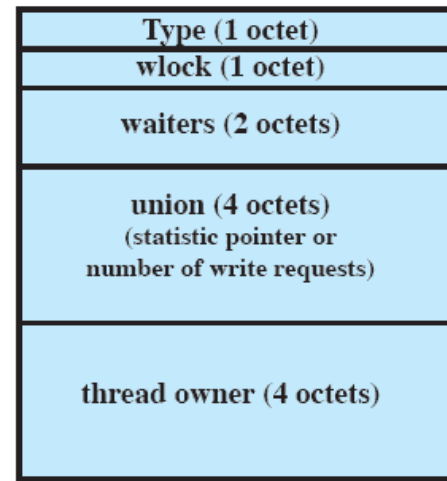 Type (1 octet)
wlock (1 octet)
waiters (2 octets)
union (4 octets)
(statistic pointer or
number of write requests)
thread owner (4 octets)